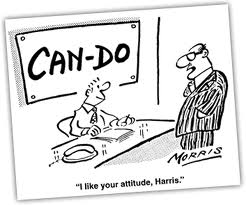 CAN-DO
MORRIS
"I like your attitude, Harris."